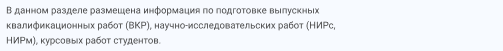 В данном разделе размещена информация по подготовке выпускных
квалификационных работ (ВКР), научно-исследовательских работ (НИРс,
НИРм), курсовых работ студентов.